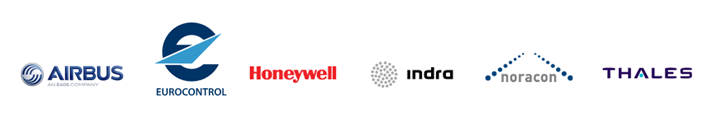 AIRBUS
AN EADS COMPANY
EUROCONTROL
Honeywell
indra
noracon
THALES